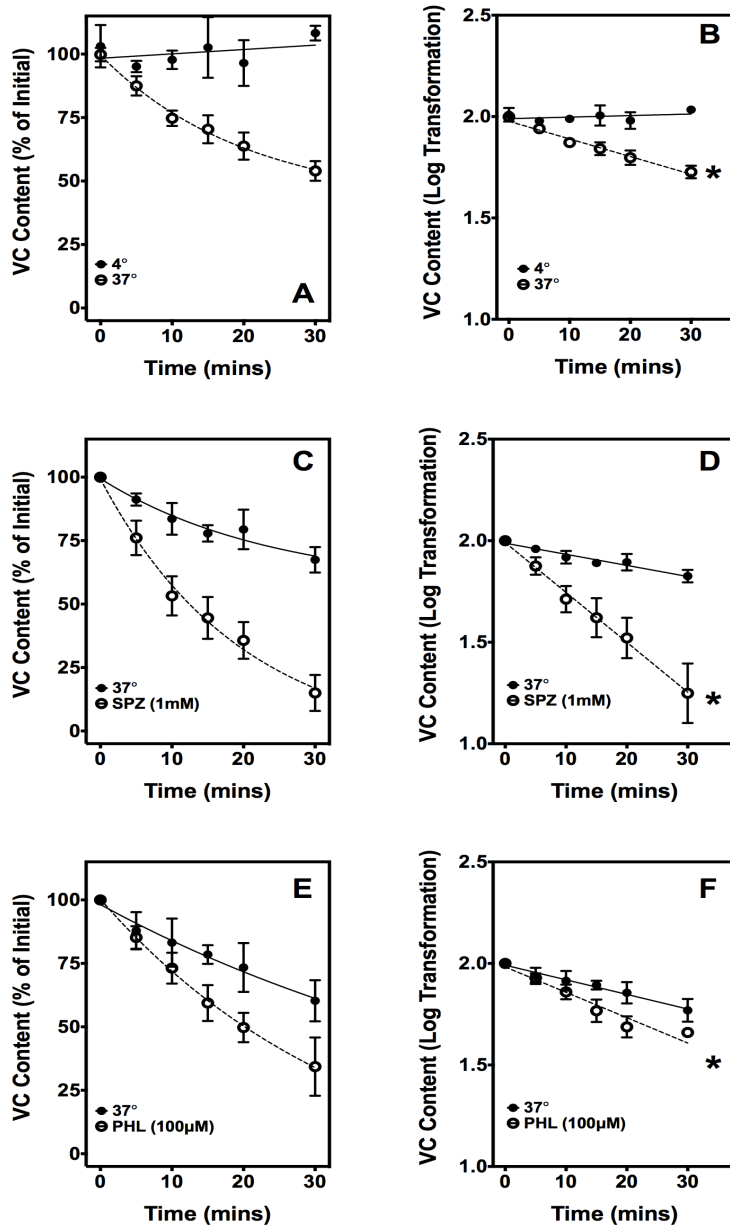 VC Content (% of Initial)
100
75
50
25
0
4°
37°
A
0 10 20 30
Time (mins)
VC Content (Log Transformation)
2.5
2.0
1.5
1.0
B
*
4°
37°
0 10 20 30
Time (mins)
VC Content (% of Initial)
100
75
50
25
0
C
37°
SPZ (1mM)
0 10 20 30
Time (mins)
VC Content (Log Transformation)
2.5
2.0
1.5
1.0
D
*
37°
SPZ (1mM)
0 10 20 30
Time (mins)
VC Content (% of Initial)
100
75
50
25
0
E
37°
PHL (100µM)
0 10 20 30
Time (mins)
VC Content (Log Transformation)
2.5
2.0
1.5
1.0
F
*
37°
PHL (100µM)
0 10 20 30
Time (mins)